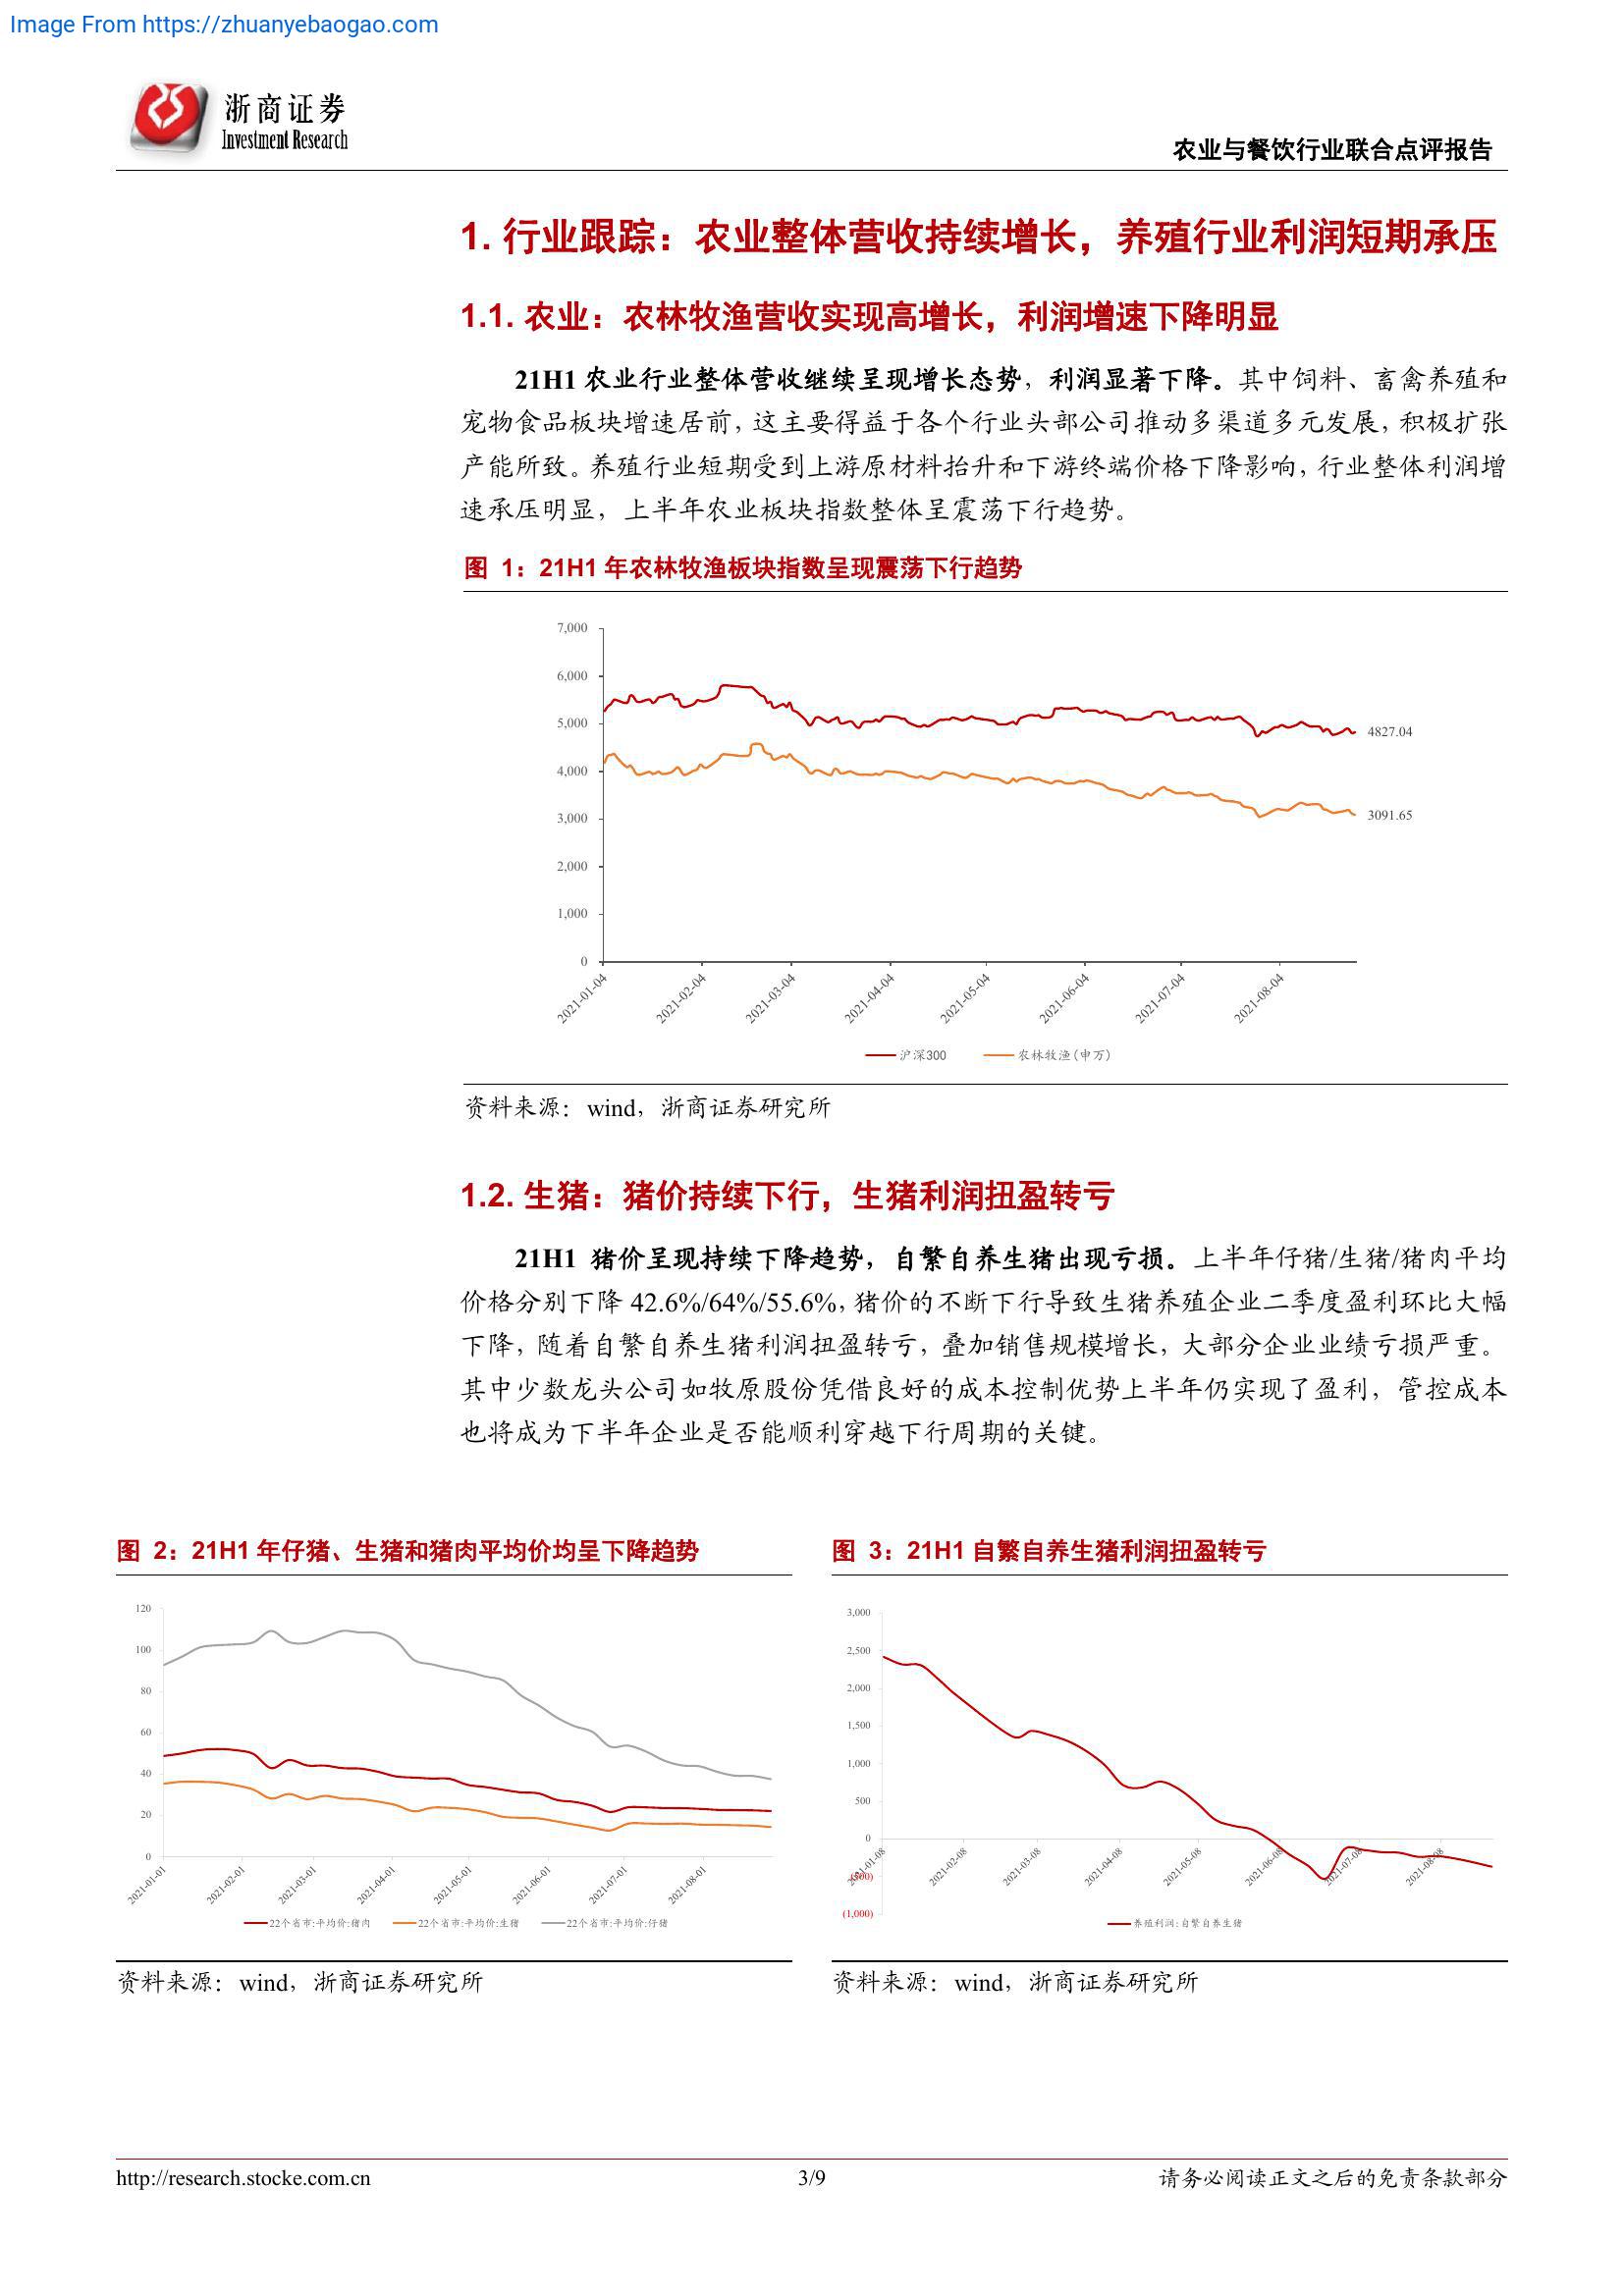 Image From https://zhuanyebaogao.com
浙商证券
Investment Research
农业与餐饮行业联合点评报告
1. 行业跟踪：农业整体营收持续增长，养殖行业利润短期承压
1.1. 农业：农林牧渔营收实现高增长，利润增速下降明显
21H1 农业行业整体营收继续呈现增长态势，利润显著下降。其中饲料、畜禽养殖和
宠物食品板块增速居前，这主要得益于各个行业头部公司推动多渠道多元发展，积极扩张
产能所致。养殖行业短期受到上游原材料抬升和下游终端价格下降影响，行业整体利润增
速承压明显，上半年农业板块指数整体呈震荡下行趋势。
图 1：21H1 年农林牧渔板块指数呈现震荡下行趋势
7,000
6,000
5,000
4,000
3,000
2,000
1,000
0
4827.04
3091.65
2021-01-04
2021-02-04
2021-03-04
2021-04-04
2021-05-04
2021-06-04
2021-07-04
2021-08-04
沪深300
农林牧渔(申万)
资料来源：wind，浙商证券研究所
1.2. 生猪：猪价持续下行，生猪利润扭盈转亏
21H1 猪价呈现持续下降趋势，自繁自养生猪出现亏损。上半年仔猪/生猪/猪肉平均
价格分别下降 42.6%/64%/55.6%，猪价的不断下行导致生猪养殖企业二季度盈利环比大幅
下降，随着自繁自养生猪利润扭盈转亏，叠加销售规模增长，大部分企业业绩亏损严重。
其中少数龙头公司如牧原股份凭借良好的成本控制优势上半年仍实现了盈利，管控成本
也将成为下半年企业是否能顺利穿越下行周期的关键。
图 2：21H1 年仔猪、生猪和猪肉平均价均呈下降趋势
120
100
80
60
40
20
0
2021-01-01
2021-02-01
2021-03-01
2021-04-01
2021-05-01
2021-06-01
2021-07-01
2021-08-01
22个省市:平均价:猪肉
22个省市:平均价:生猪
22个省市:平均价:仔猪
资料来源：wind，浙商证券研究所
图 3：21H1 自繁自养生猪利润扭盈转亏
3,000
2,500
2,000
1,500
1,000
500
0
(500)
(1,000)
2021-01-08
2021-02-08
2021-03-08
2021-04-08
2021-05-08
2021-06-08
2021-07-08
2021-08-08
养殖利润:自繁自养生猪
资料来源：wind，浙商证券研究所
http://research.stocke.com.cn
3/9
请务必阅读正文之后的免责条款部分